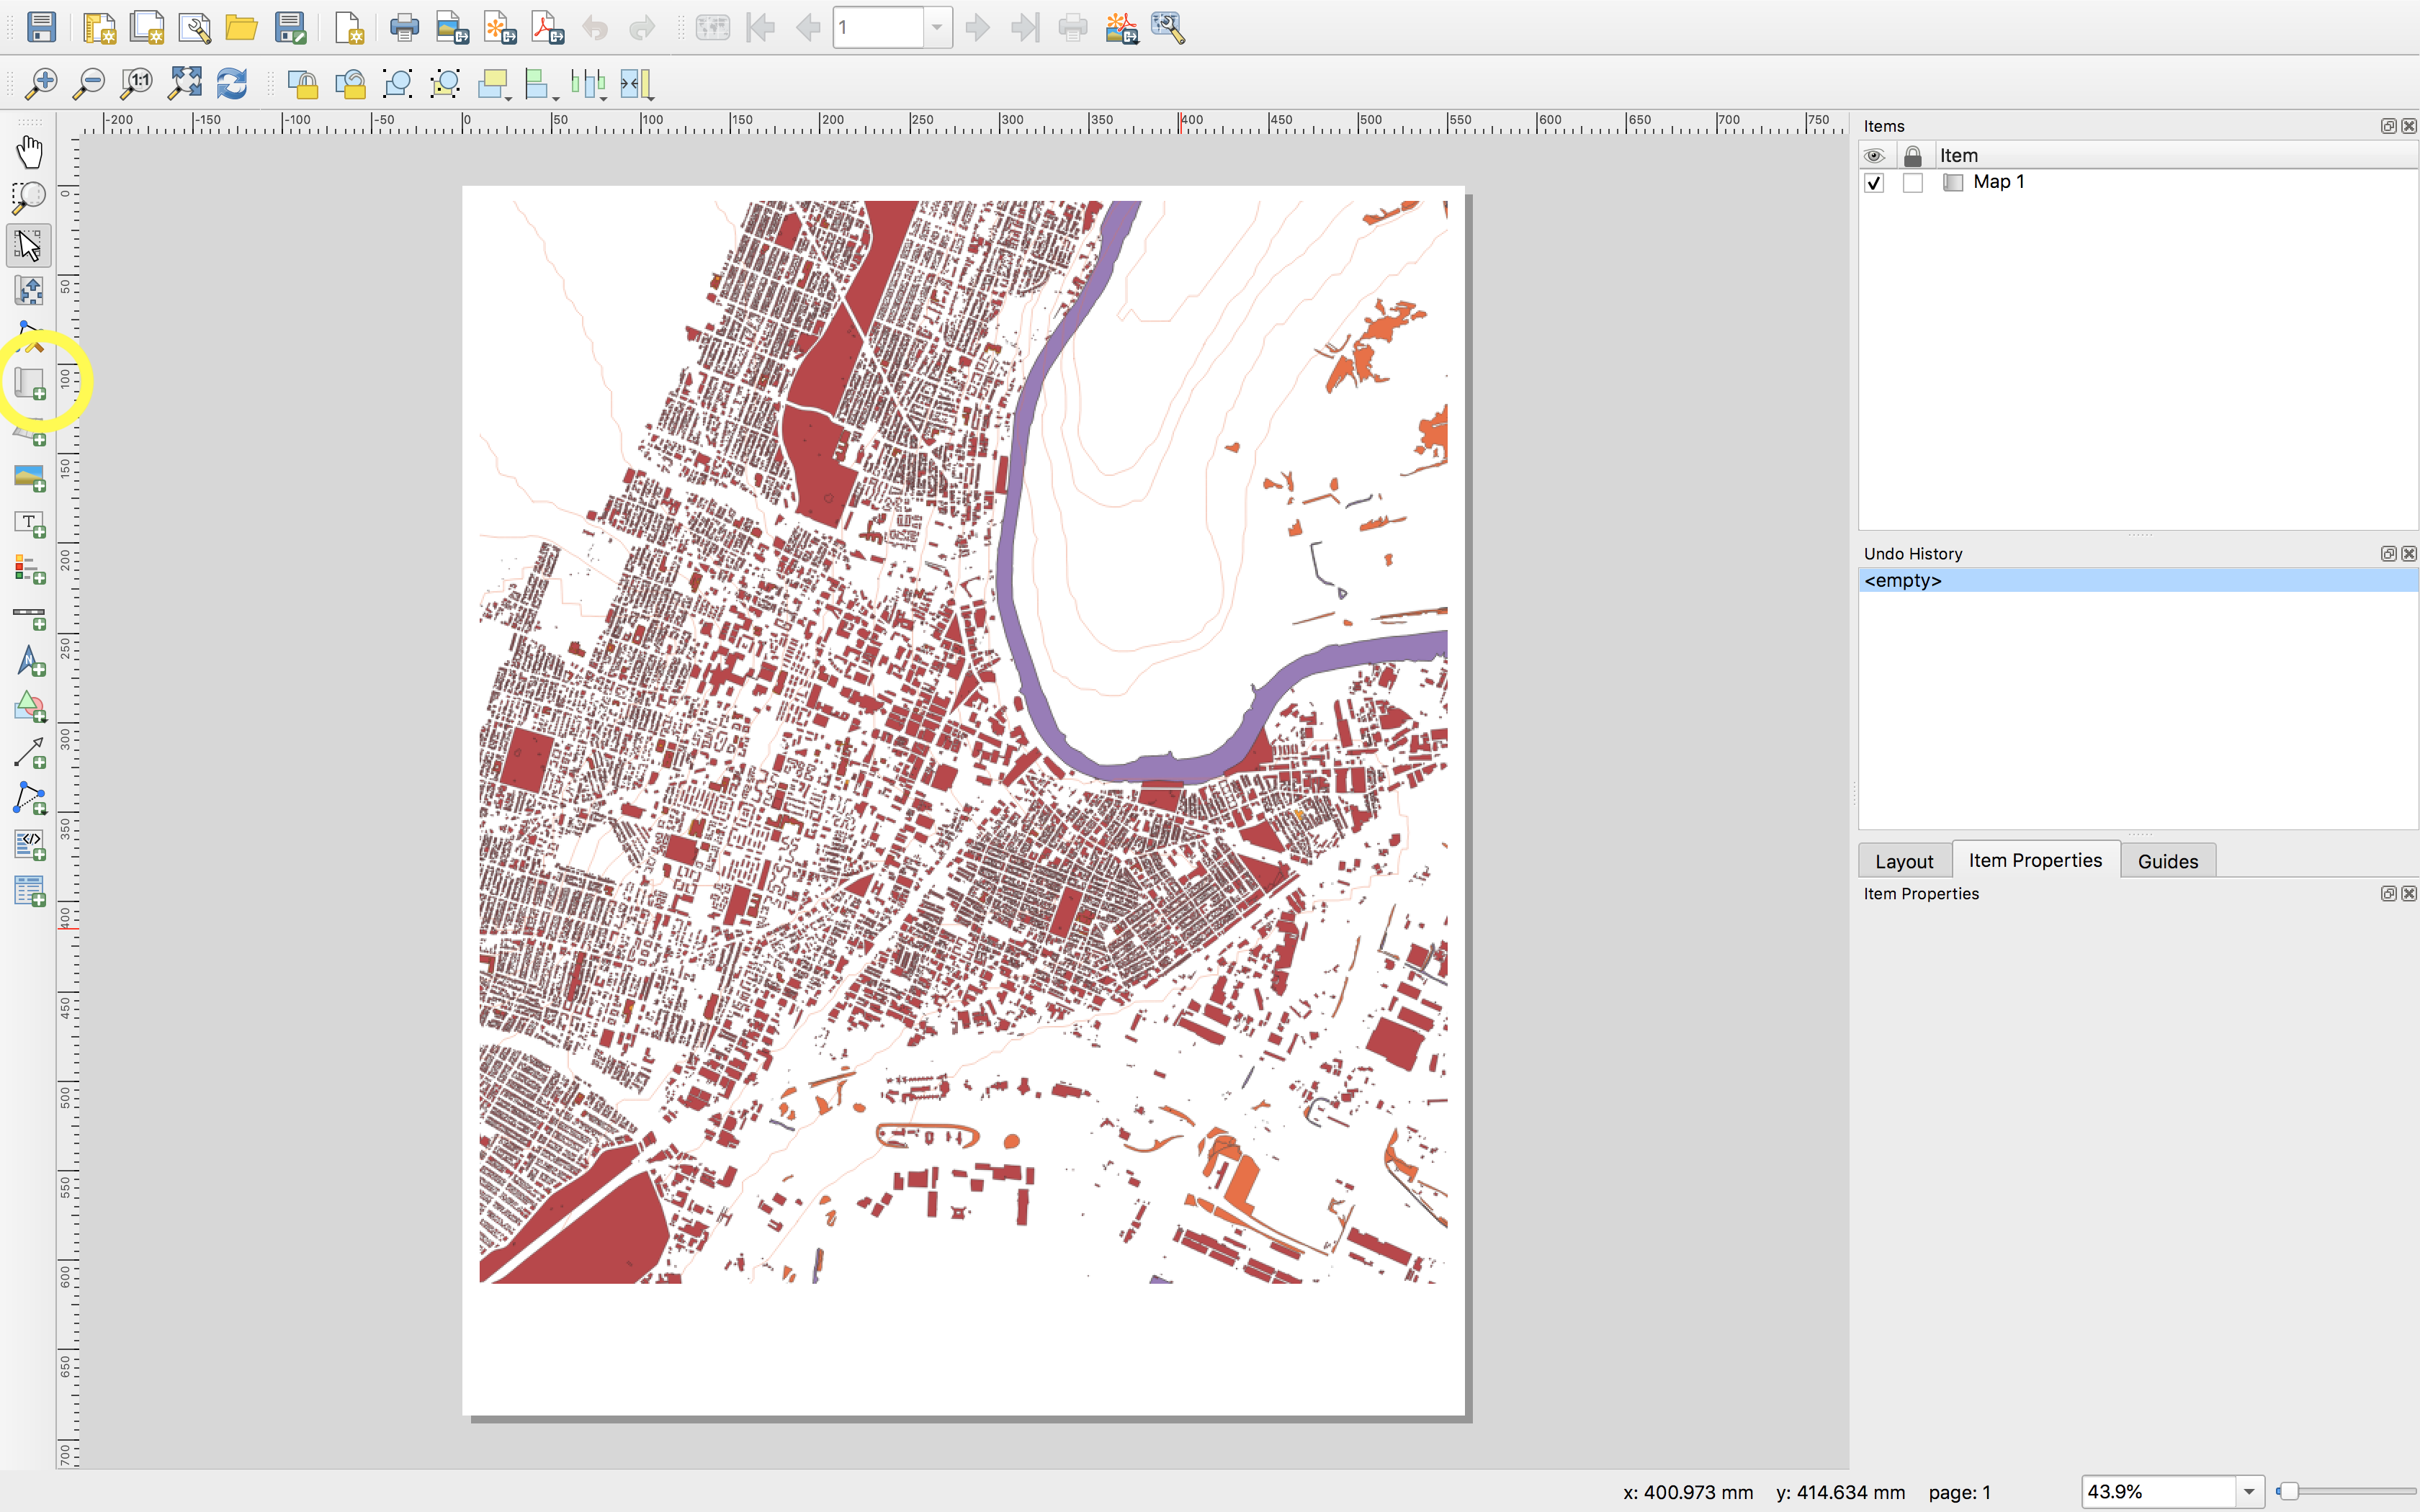 1
1:1
-200 -150 -100 -50 0 50 100 150 200 250 300 350 400 450 500 550 600 650 700 750
Items
Item
Map 1
Undo History
<empty>
Layout Item Properties Guides
Item Properties
0
50
100
150
200
250
300
350
400
450
500
550
600
650
700
T
N
</>
x: 400.973 mm y: 414.634 mm page: 1 43.9%